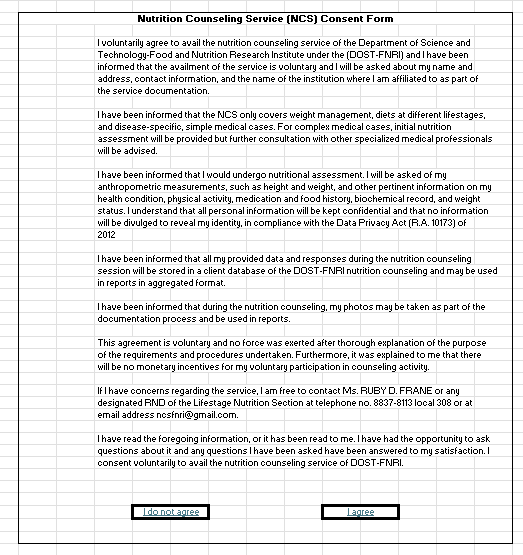 Nutrition Counseling Service (NCS) Consent Form
I voluntarily agree to avail the nutrition counseling service of the Department of Science and
Technology-Food and Nutrition Research Institute under the (DOST-FNRI) and I have been
informed that the availment of the service is voluntary and I will be asked about my name and
address, contact information, and the name of the institution where I am affiliated to as part of
the service documentation.
I have been informed that the NCS only covers weight management, diets at different lifestages,
and disease-specific, simple medical cases. For complex medical cases, initial nutrition
assessment will be provided but further consultation with other specialized medical professionals
will be advised.
I have been informed that I would undergo nutritional assessment. I will be asked of my
anthropometric measurements, such as height and weight, and other pertinent information on my
health condition, physical activity, medication and food history, biochemical record, and weight
status. I understand that all personal information will be kept confidential and that no information
will be divulged to reveal my identity, in compliance with the Data Privacy Act (R.A. 10173) of
2012
I have been informed that all my provided data and responses during the nutrition counseling
session will be stored in a client database of the DOST-FNRI nutrition counseling and may be used
in reports in aggregated format.
I have been informed that during the nutrition counseling, my photos may be taken as part of the
documentation process and be used in reports.
This agreement is voluntary and no force was exerted after thorough explanation of the purpose
of the requirements and procedures undertaken. Furthermore, it was explained to me that there
will be no monetary incentives for my voluntary participation in counseling activity.
If I have concerns regarding the service, I am free to contact Ms. RUBY D. FRANE or any
designated RND of the Lifestage Nutrition Section at telephone no. 8837-8113 local 308 or at
email address ncsfnri@gmail.com.
I have read the foregoing information, or it has been read to me. I have had the opportunity to ask
questions about it and any questions I have been asked have been answered to my satisfaction. I
consent voluntarily to avail the nutrition counseling service of DOST-FNRI.
I do not agree I agree